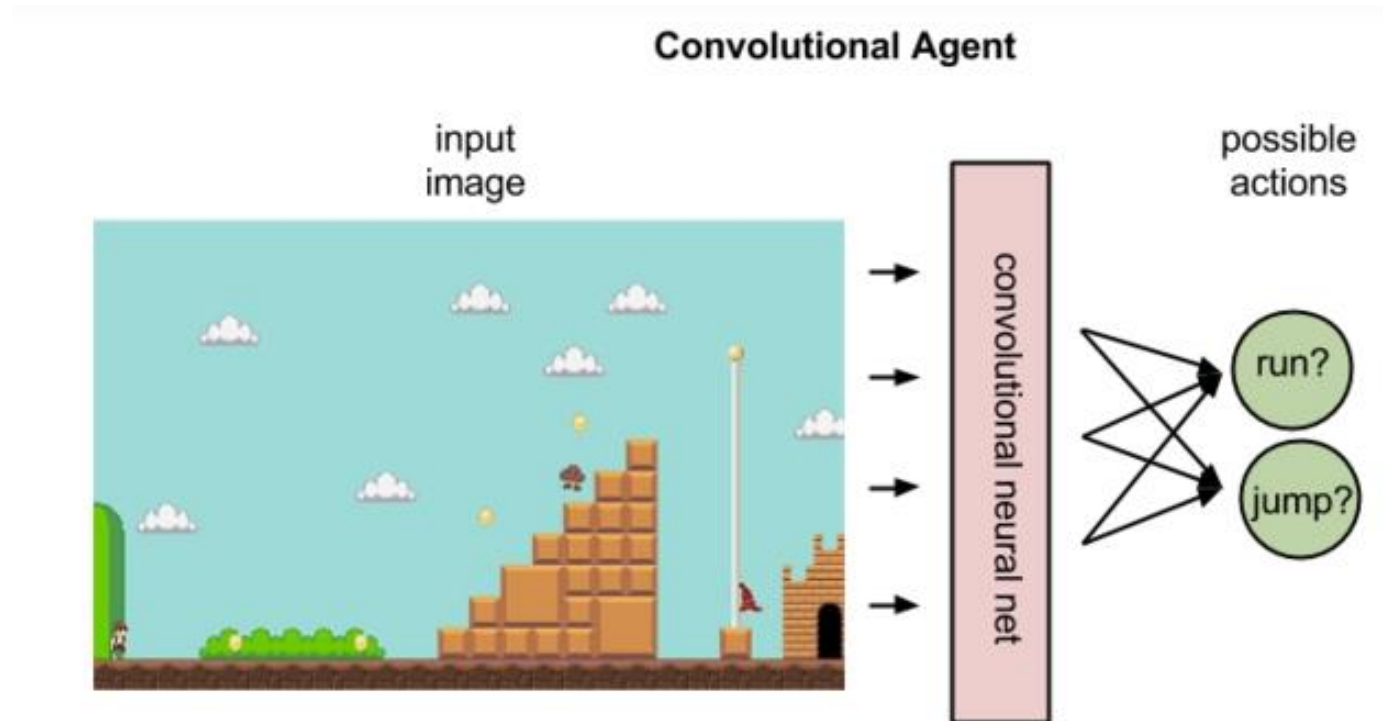 Convolutional Agent
input
image
possible
actions
convolutional neural net
run?
jump?